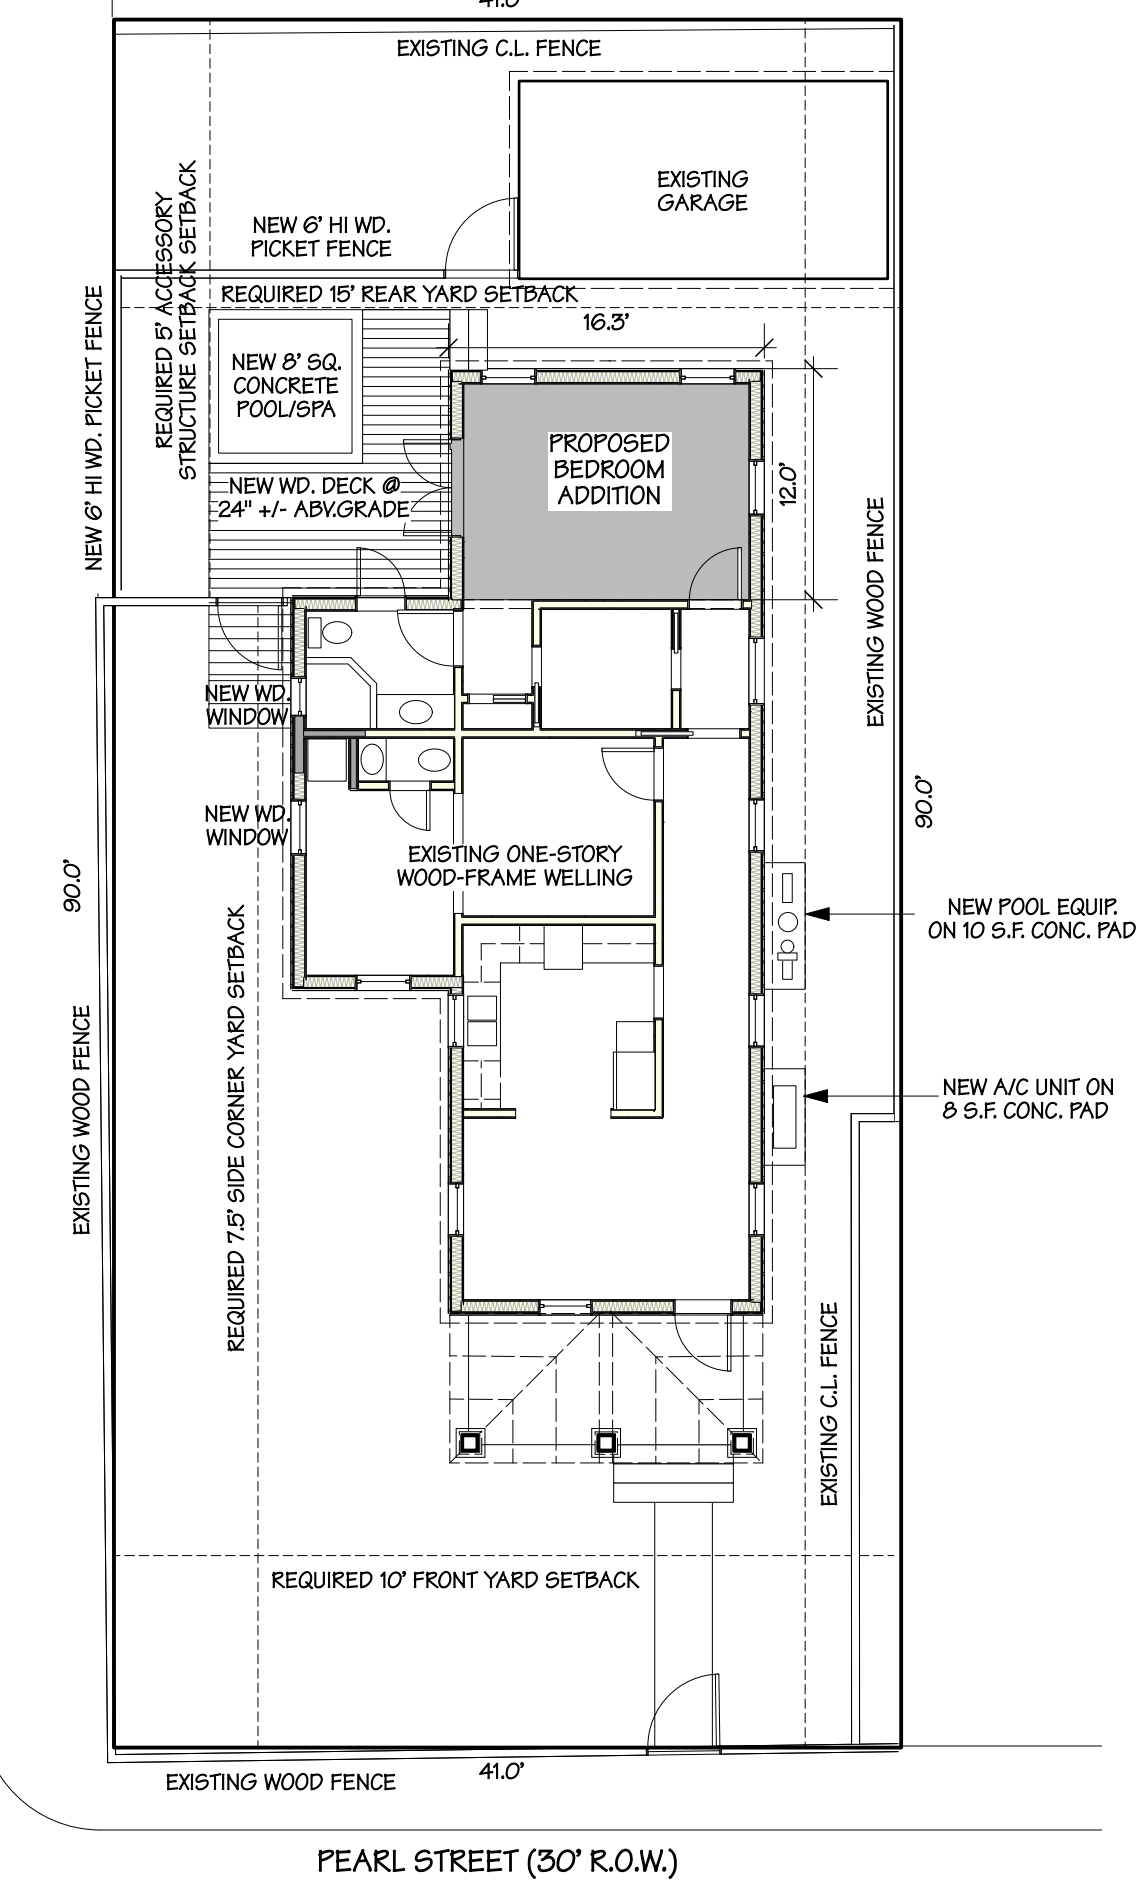 41.0'
EXISTING C.L. FENCE
EXISTING
GARAGE
NEW 6' HI WD.
PICKET FENCE
REQUIRED 5' ACCESSORY
STRUCTURE SETBACK SETBACK
NEW 6' HI WD. PICKET FENCE
REQUIRED 15' REAR YARD SETBACK
16.3'
NEW 8' SQ.
CONCRETE
POOL/SPA
PROPOSED
BEDROOM
ADDITION
12.0'
NEW WD. DECK @
24" +/- ABV.GRADE
EXISTING WOOD FENCE
NEW WD.
WINDOW
NEW WD.
WINDOW
90.0'
EXISTING ONE-STORY
WOOD-FRAME WELLING
90.0'
NEW POOL EQUIP.
ON 10 S.F. CONC. PAD
REQUIRED 7.5' SIDE CORNER YARD SETBACK
EXISTING WOOD FENCE
NEW A/C UNIT ON
8 S.F. CONC. PAD
EXISTING C.L. FENCE
REQUIRED 10' FRONT YARD SETBACK
41.0'
EXISTING WOOD FENCE
PEARL STREET (30' R.O.W.)